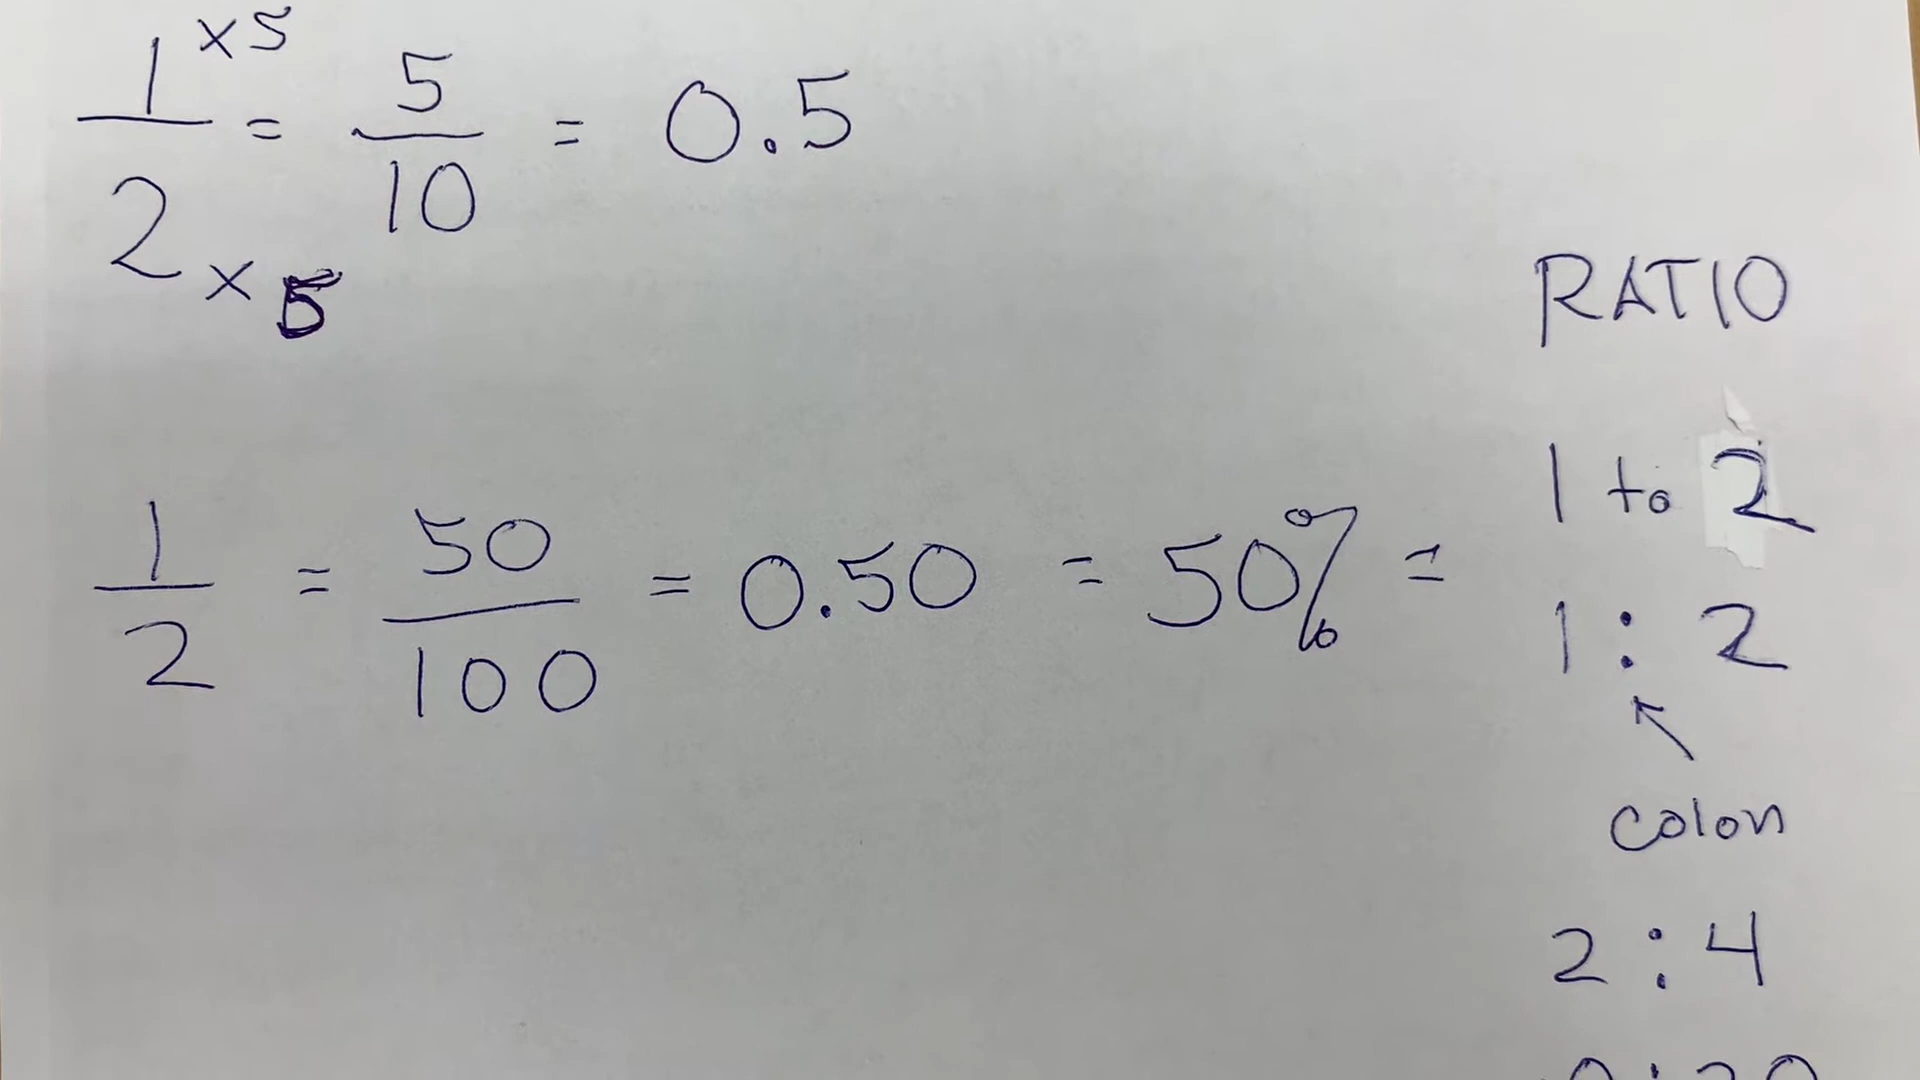 1 ×5
2 × 5
=
5
10
= 0.5
1
2
=
50
100
= 0.50 = 50% =
RATIO
1 to 2
1 : 2
colon
2 : 4